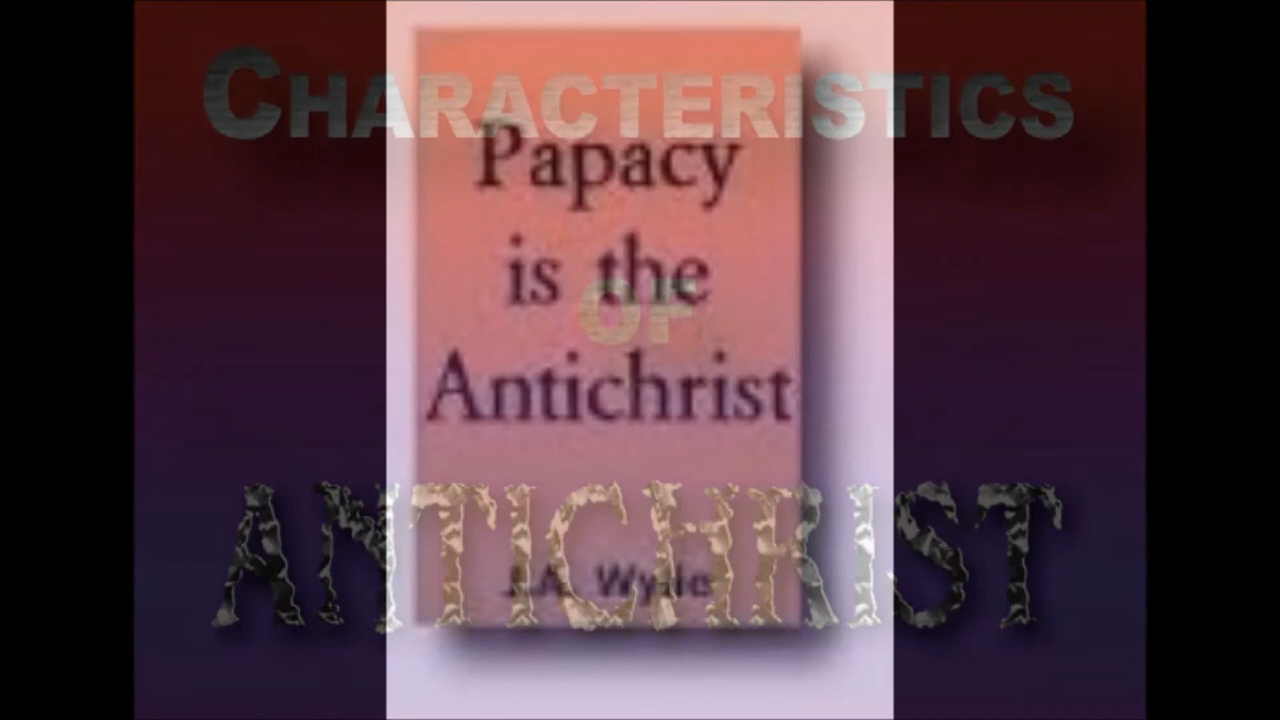 CHARACTERISTICS
Papacy
is the
OF
Antichrist
ANTICHRIST
J.A. Wylie